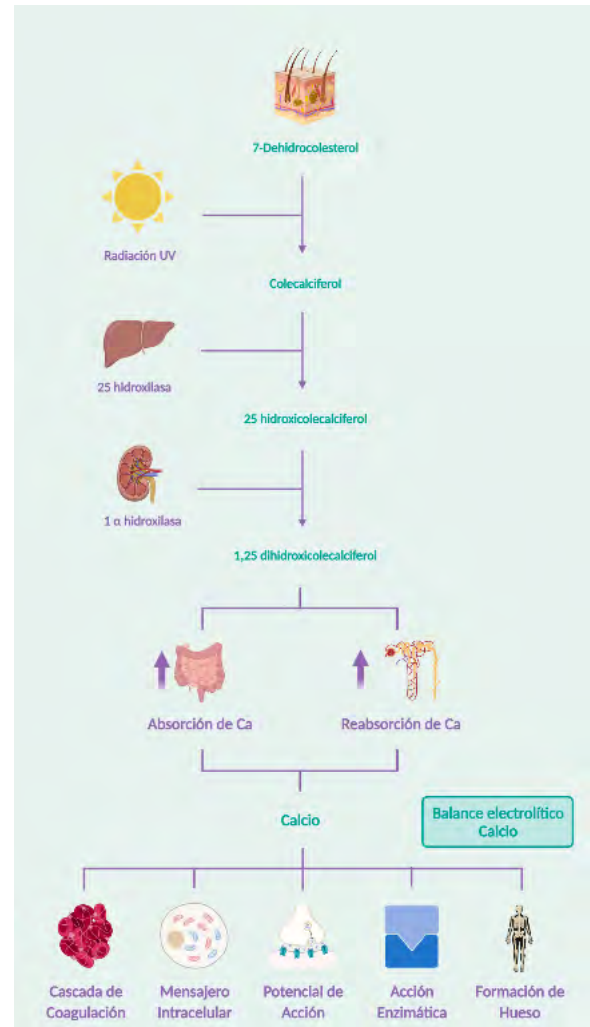 7-Dehidrocolesterol
Radiación UV
Colecalciferol
25 hidroxilasa
25 hidroxicolecalciferol
1 α hidroxilasa
1,25 dihidroxicolecalciferol
Absorción de Ca
Reabsorción de Ca
Calcio
Balance electrolítico
Calcio
Cascada de
Coagulación
Mensajero
Intracelular
Potencial de
Acción
Acción
Enzimática
Formación de
Hueso